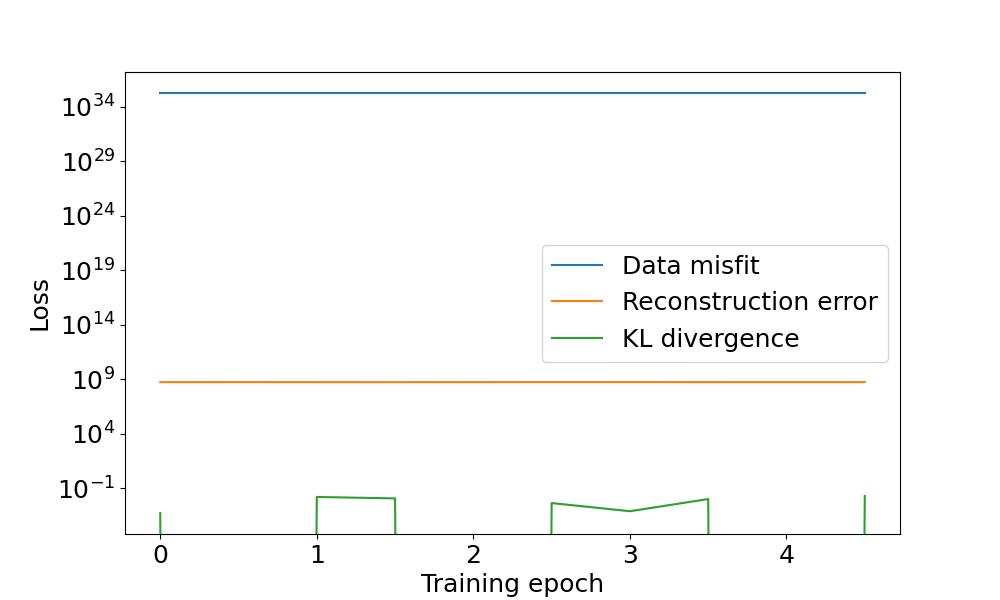 Loss
10^34
10^29
10^24
10^19
10^14
10^9
10^4
10^−1
Data misfit
Reconstruction error
KL divergence
0 1 2 3 4
Training epoch